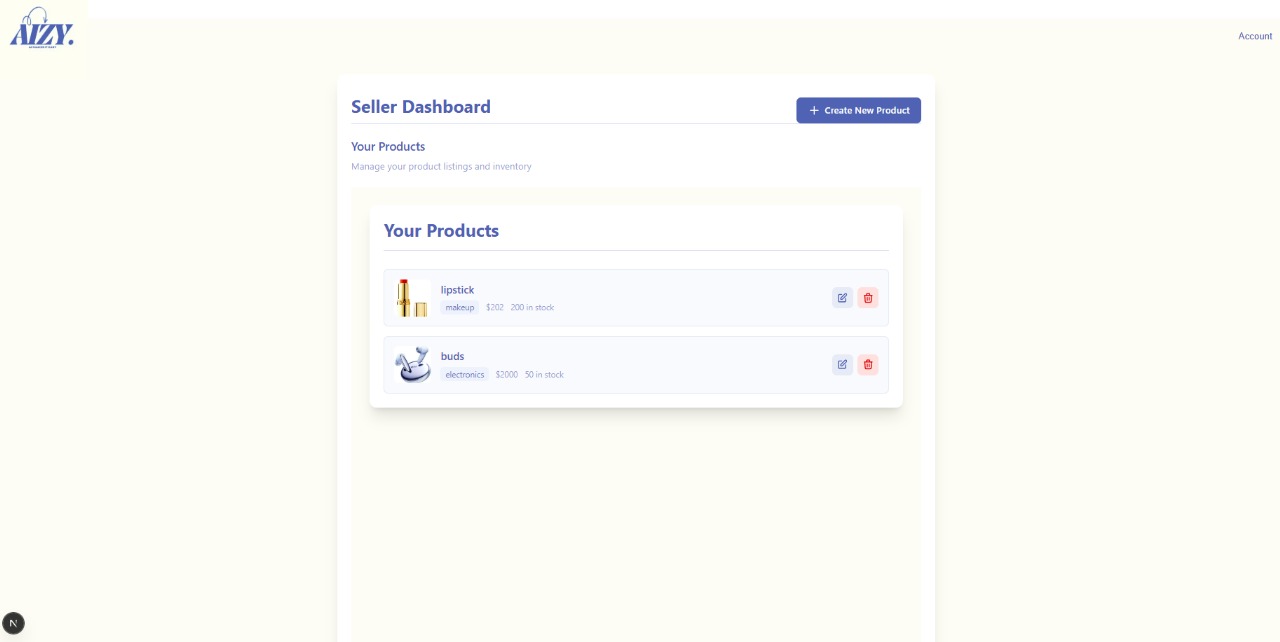 AIZY.
Account
Seller Dashboard
Create New Product
Your Products
Manage your product listings and inventory
Your Products
lipstick
makeup $202 200 in stock
buds
electronics $2000 50 in stock
N